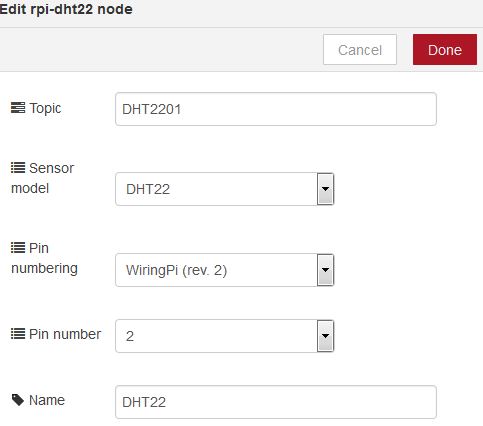 Edit rpi-dht22 node
Cancel Done
Topic DHT2201
Sensor
model DHT22
Pin
numbering WiringPi (rev. 2)
Pin number 2
Name DHT22